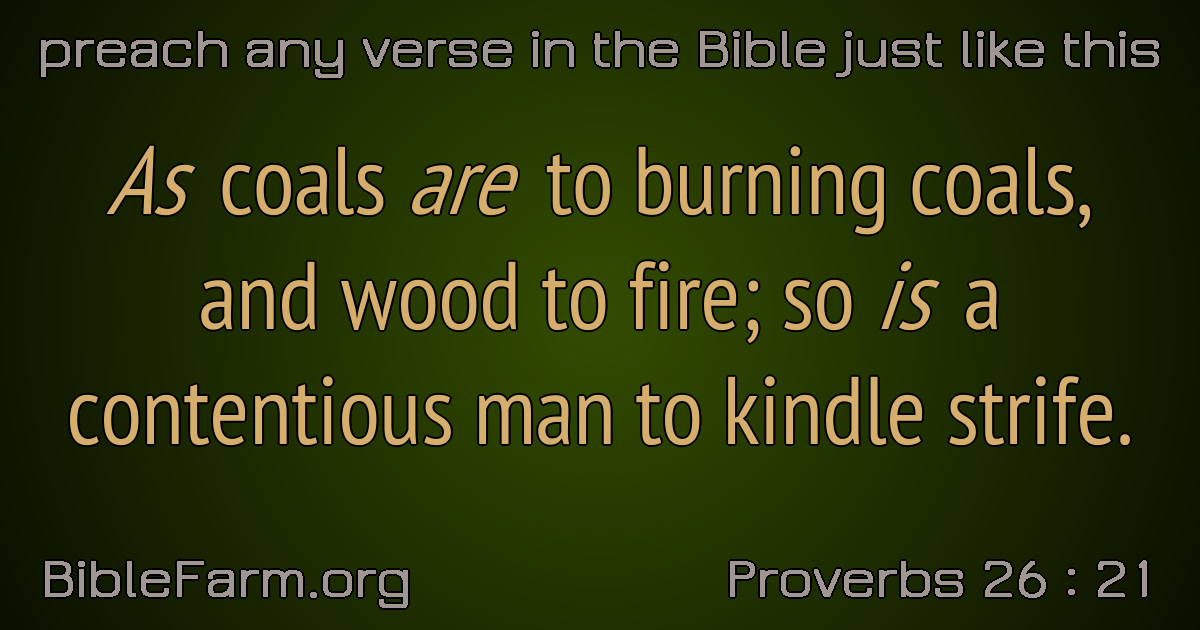 preach any verse in the Bible just like this
As coals are to burning coals,
and wood to fire; so is a
contentious man to kindle strife.
BibleFarm.org
Proverbs 26 : 21